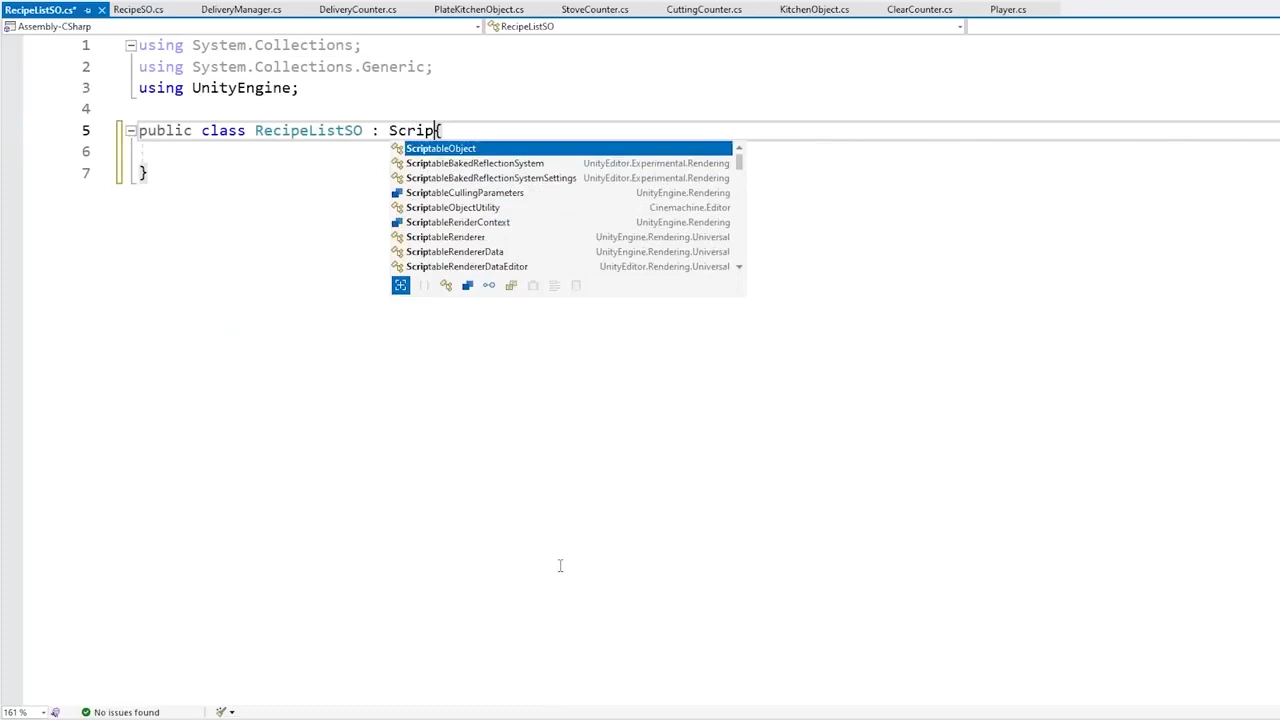 RecipeListSO.cs* RecipeSO.cs DeliveryManager.cs DeliveryCounter.cs PlateKitchenObject.cs StoveCounter.cs CuttingCounter.cs KitchenObject.cs ClearCounter.cs Player.cs
Assembly-CSharp RecipeListSO
1 using System.Collections;
2 using System.Collections.Generic;
3 using UnityEngine;
4
5 public class RecipeListSO : Scrip{
6
7 }
ScriptableObject
ScriptableBakedReflectionSystem UnityEditor.Experimental.Rendering
ScriptableBakedReflectionSystemSettings UnityEditor.Experimental.Rendering
ScriptableCullingParameters UnityEngine.Rendering
ScriptableObjectUtility Cinemachine.Editor
ScriptableRenderContext UnityEngine.Rendering
ScriptableRenderer UnityEngine.Rendering.Universal
ScriptableRendererData UnityEngine.Rendering.Universal
ScriptableRendererDataEditor UnityEditor.Rendering.Universal
161 % No issues found